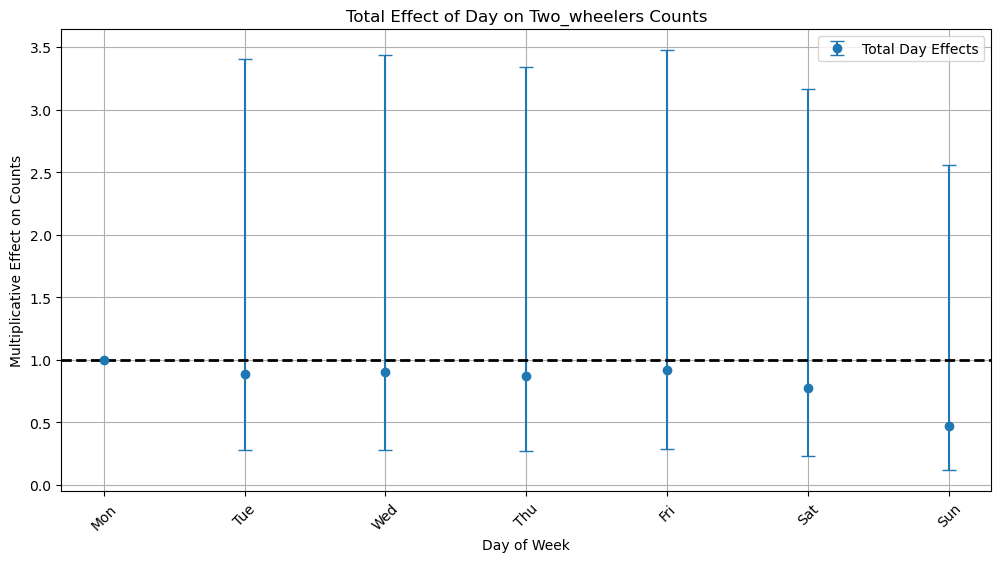 Total Effect of Day on Two_wheelers Counts
Total Day Effects
Multiplicative Effect on Counts
3.5
3.0
2.5
2.0
1.5
1.0
0.5
0.0
Mon
Tue
Wed
Thu
Fri
Sat
Sun
Day of Week